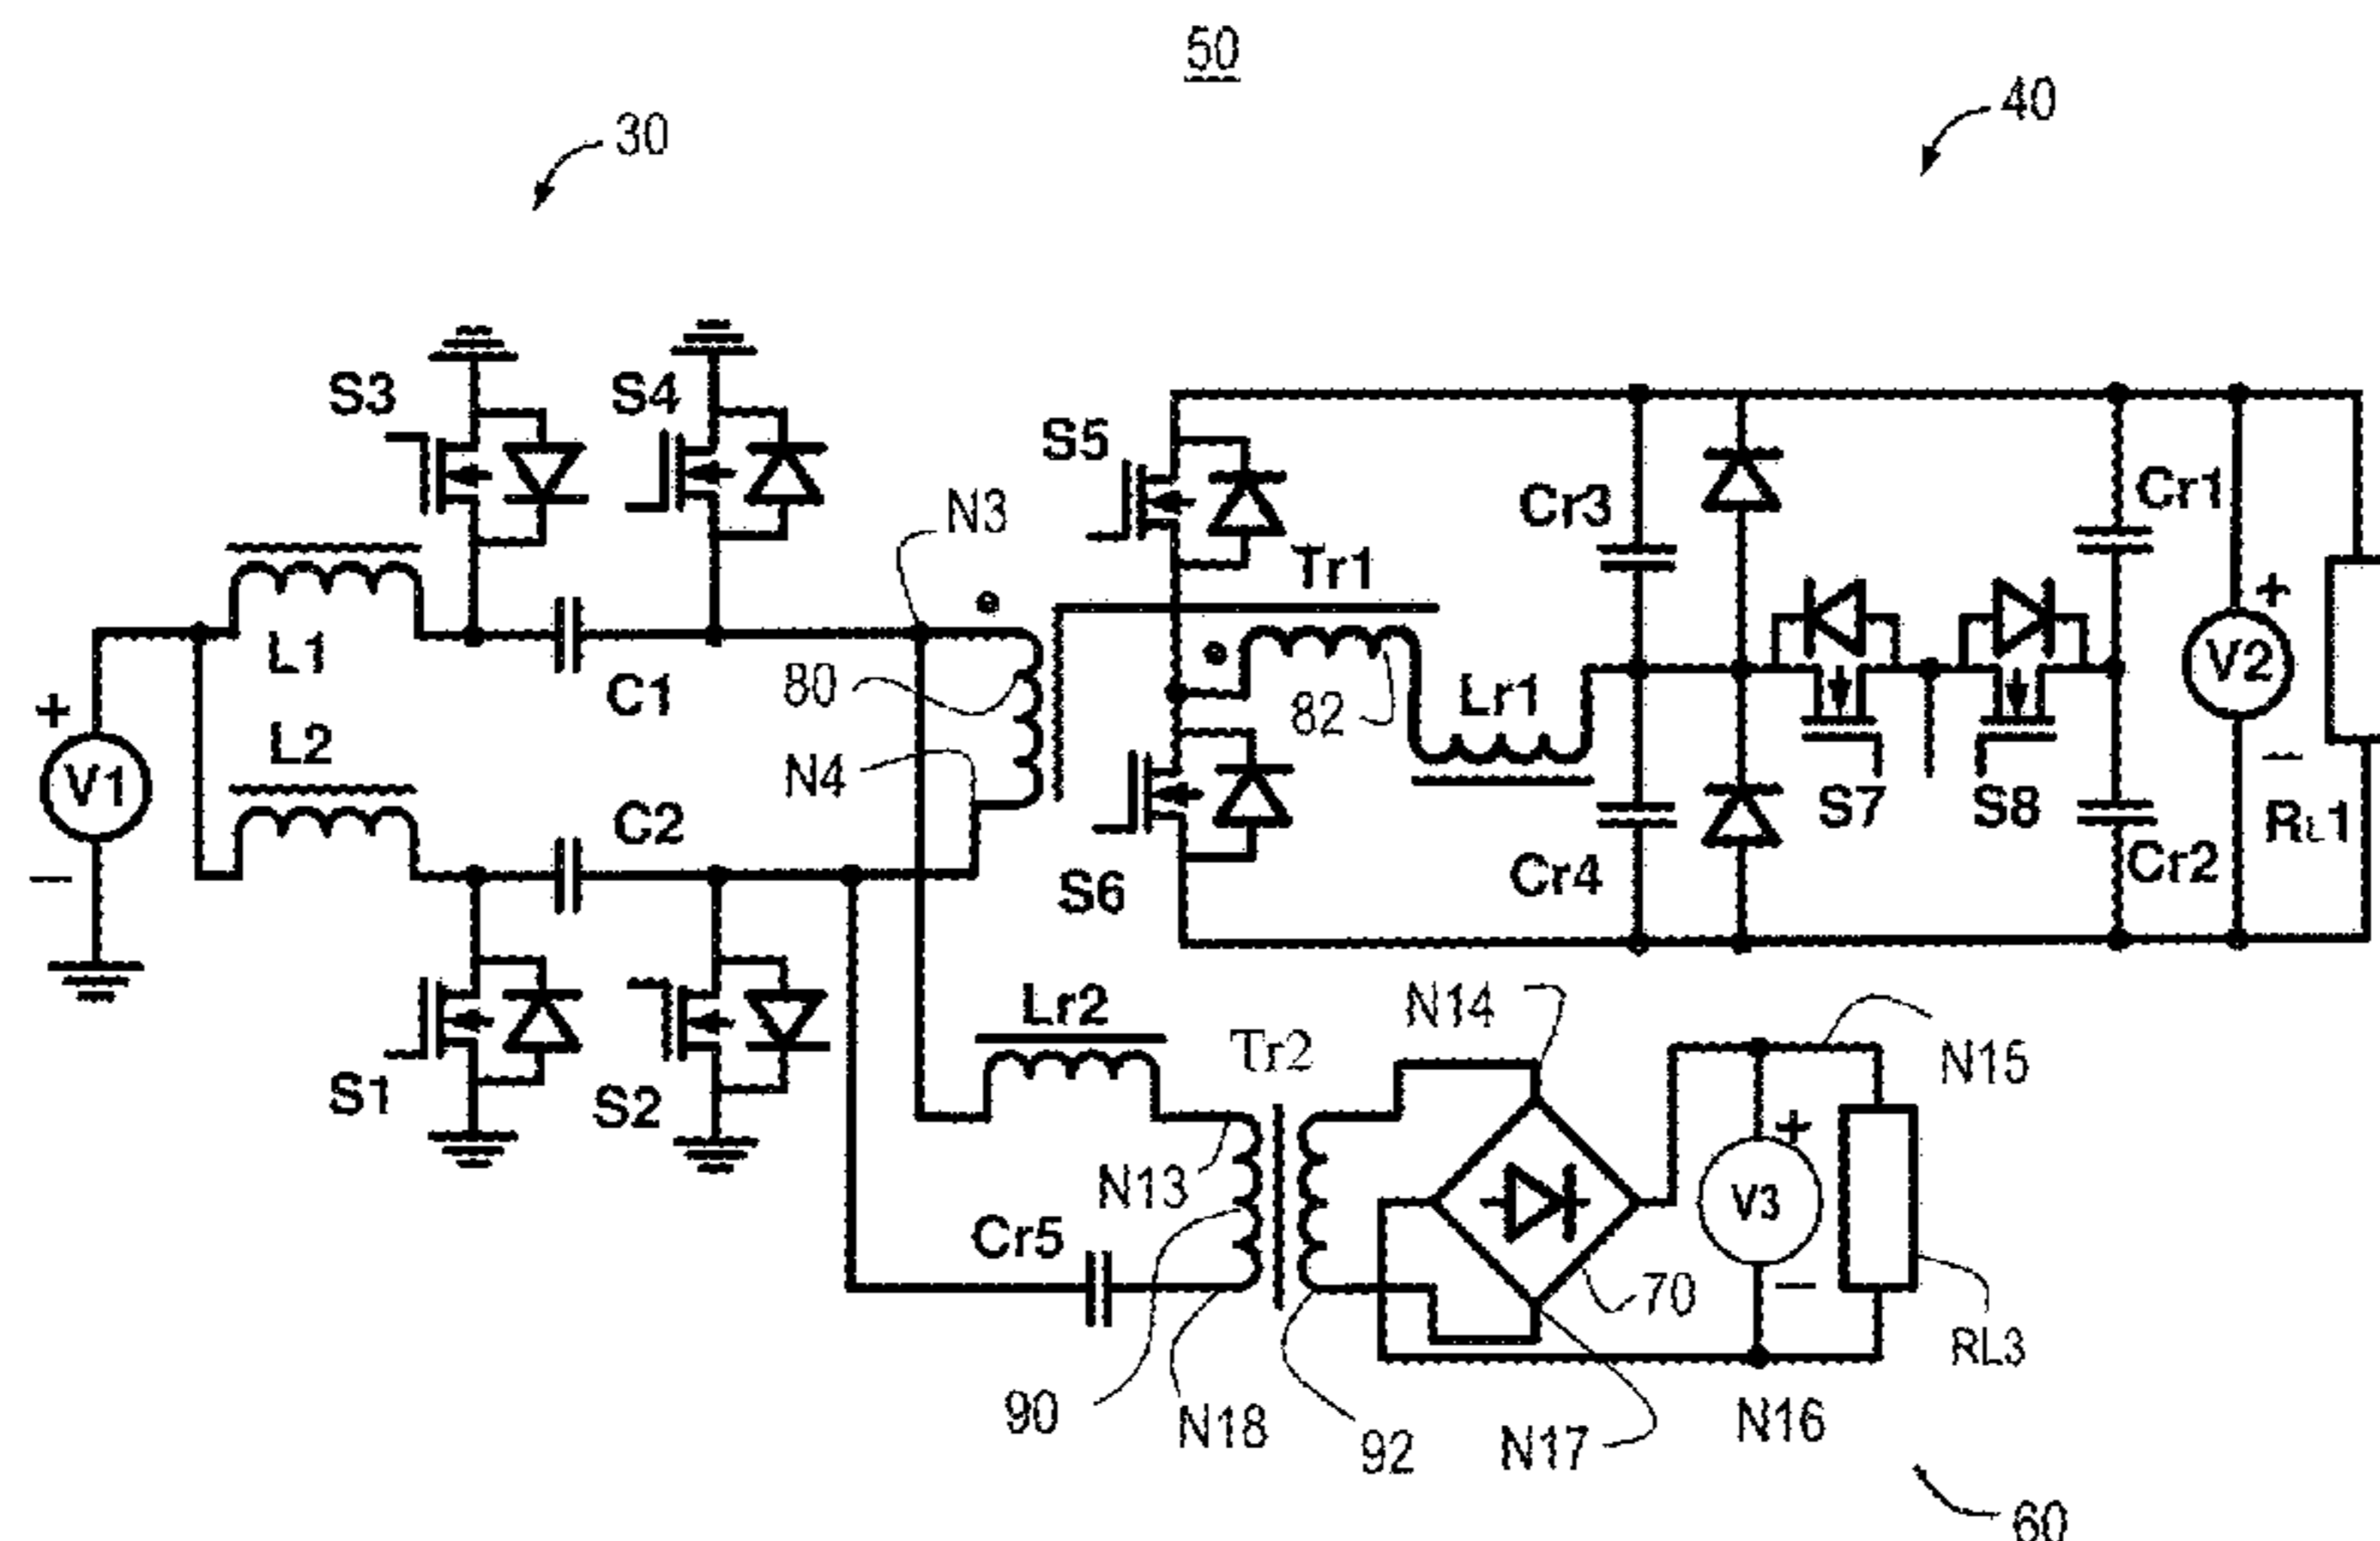 50
30
40
S3
S4
S5
N3
Cr3
Cr1
Tr1
+
L1
80
C1
82
Lr1
V2
+
N4
L2
V1
C2
S7
S8
−
RL1
−
S6
Cr4
Cr2
Lr2
N14
Tr2
N15
S1
S2
+
N13
V3
Cr5
−
70
RL3
90
N18
92
N17
N16
60